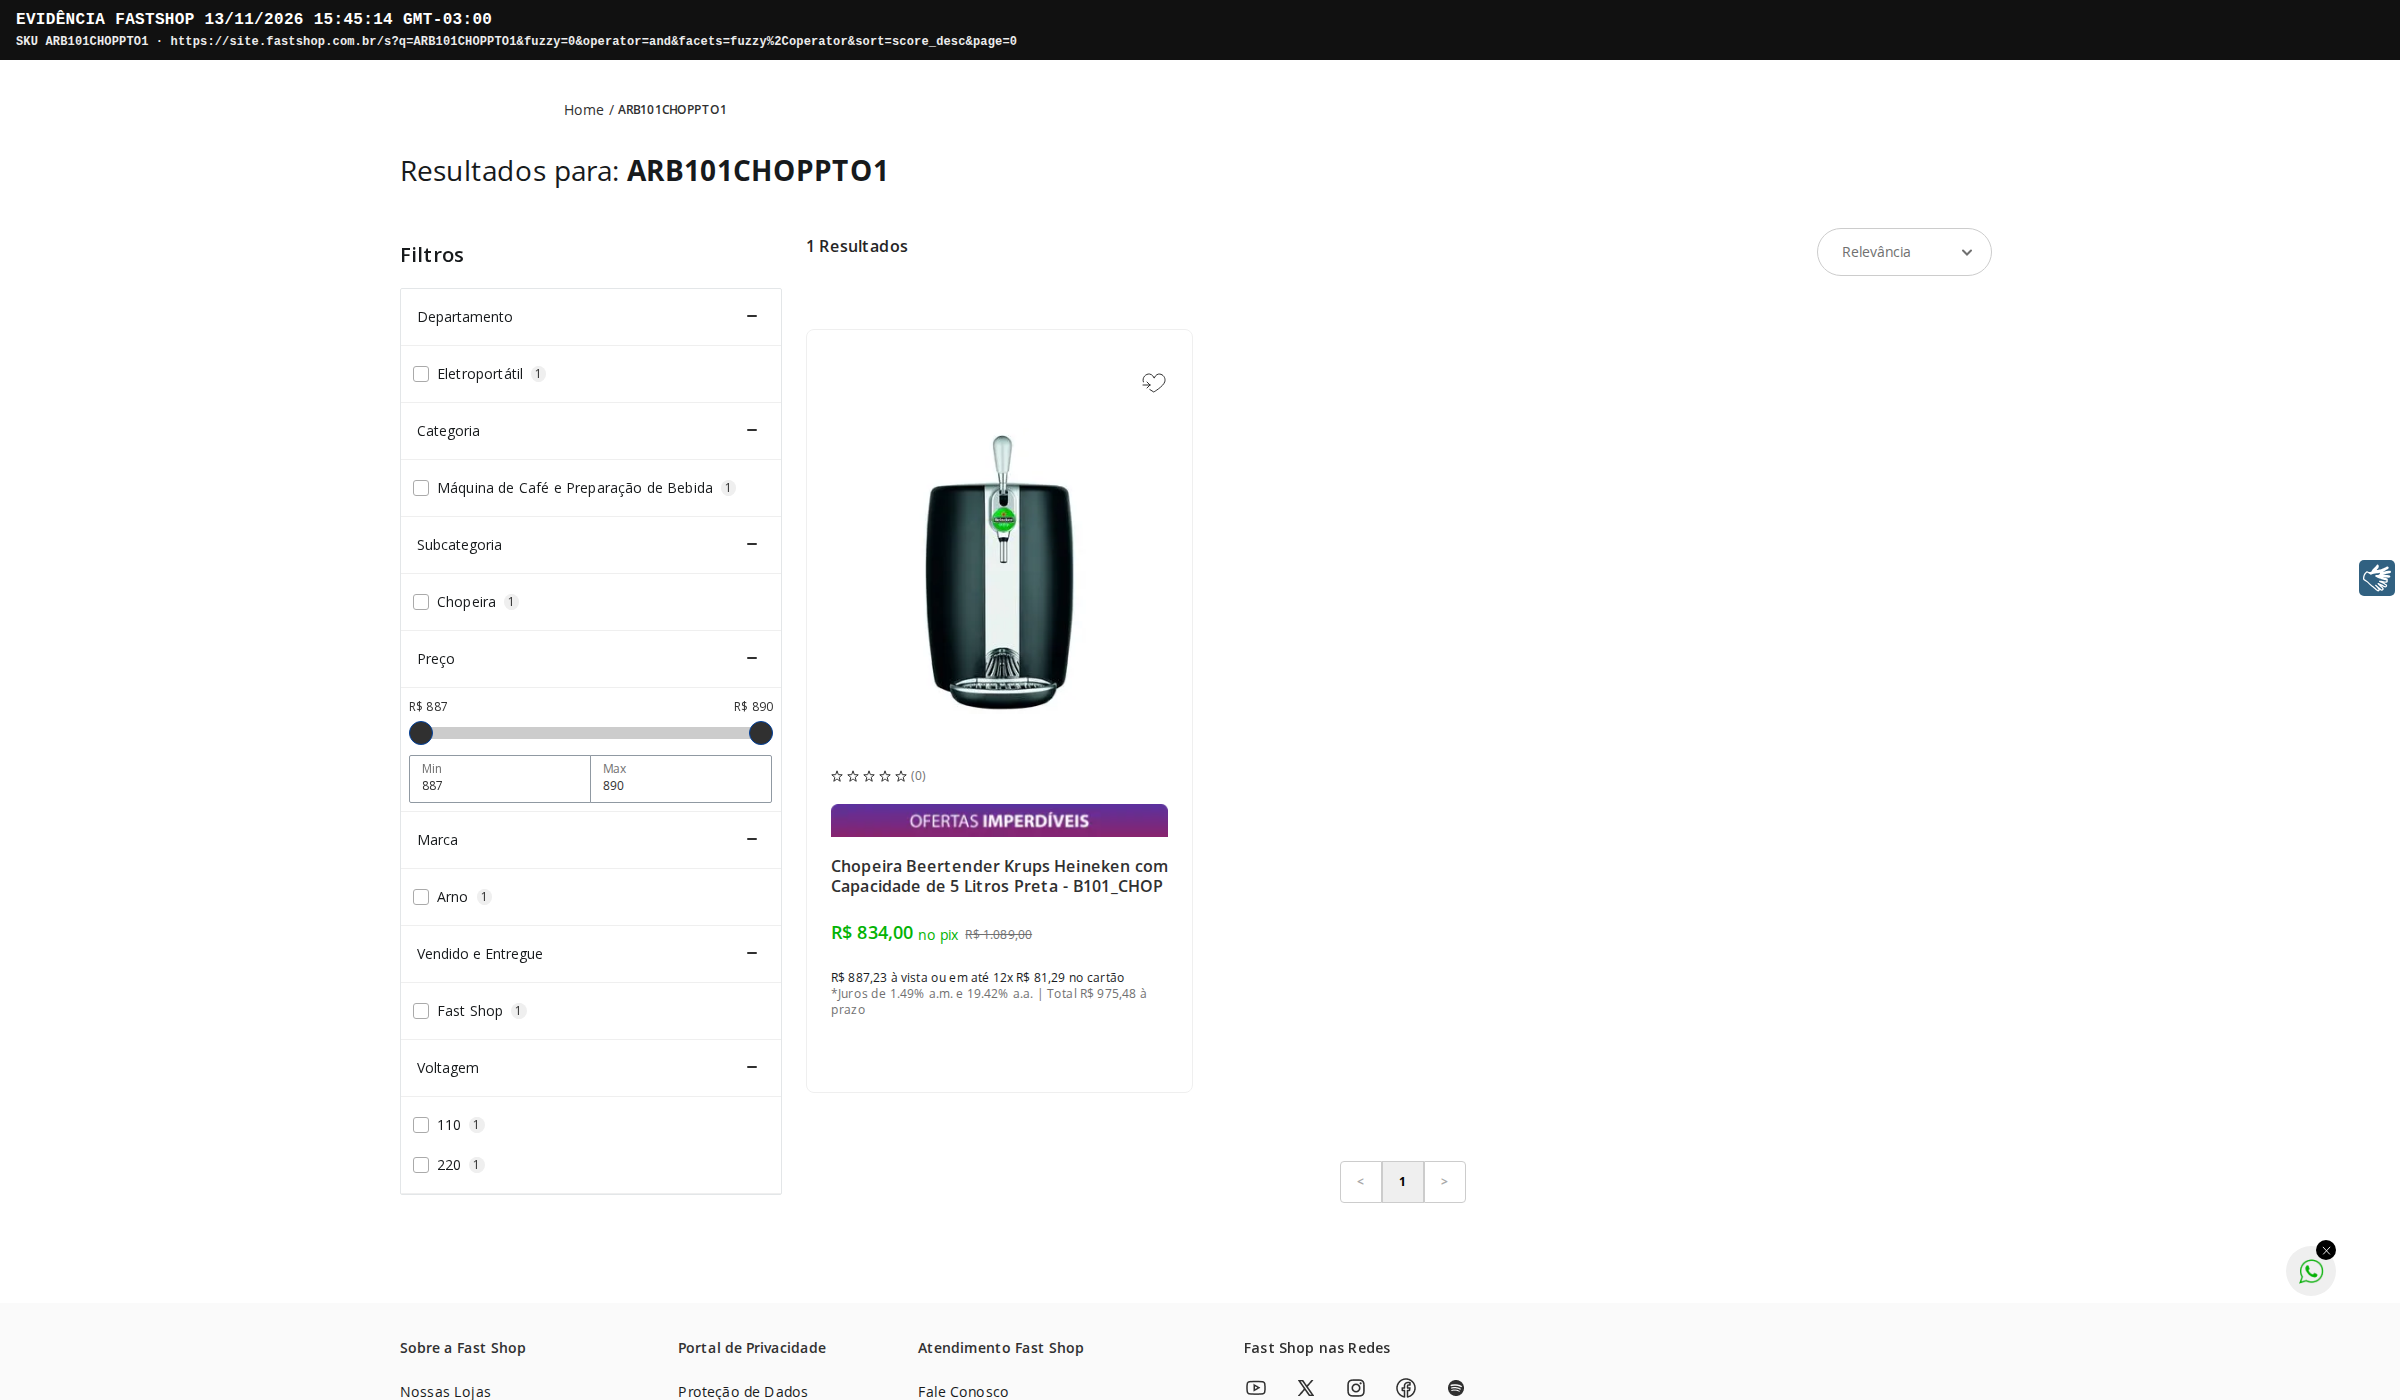 EVIDÊNCIA FASTSHOP 13/11/2026 15:45:14 GMT-03:00
SKU ARB101CHOPPTO1 · https://site.fastshop.com.br/s?q=ARB101CHOPPTO1&fuzzy=0&operator=and&facets=fuzzy%2Coperator&sort=score_desc&page=0
Home / ARB101CHOPPTO1
Resultados para: ARB101CHOPPTO1
Filtros
1 Resultados
Relevância
Departamento
Eletroportátil 1
Categoria
Máquina de Café e Preparação de Bebida 1
Subcategoria
Chopeira 1
Preço
R$ 887
R$ 890
Min
887
Max
890
Marca
Arno 1
Vendido e Entregue
Fast Shop 1
Voltagem
110 1
220 1
Heineken
(0)
OFERTAS IMPERDÍVEIS
Chopeira Beertender Krups Heineken com
Capacidade de 5 Litros Preta - B101_CHOP
R$ 834,00 no pix R$ 1.089,00
R$ 887,23 à vista ou em até 12x R$ 81,29 no cartão
*Juros de 1.49% a.m. e 19.42% a.a. | Total R$ 975,48 à
prazo
< 1 >
Sobre a Fast Shop
Nossas Lojas
Portal de Privacidade
Proteção de Dados
Atendimento Fast Shop
Fale Conosco
Fast Shop nas Redes